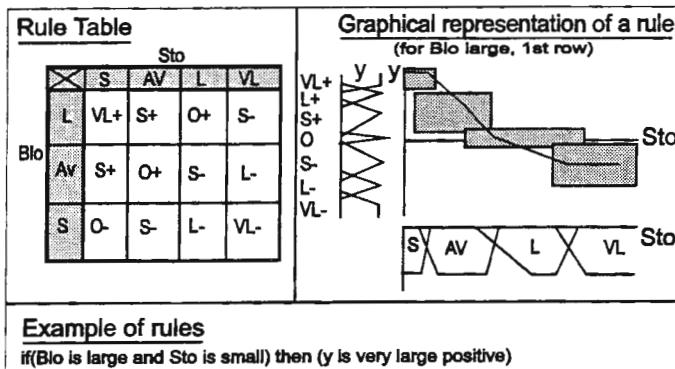 Rule Table
Sto
S AV L VL
L VL+ S+ O+ S-
Blo
Av S+ O+ S- L-
S O- S- L- VL-
Graphical representation of a rule
(for Blo large, 1st row)
y y
VL+
L+
S+
O
S-
L-
VL-
Sto
S AV L VL Sto
Example of rules
if(Blo is large and Sto is small) then (y is very large positive)